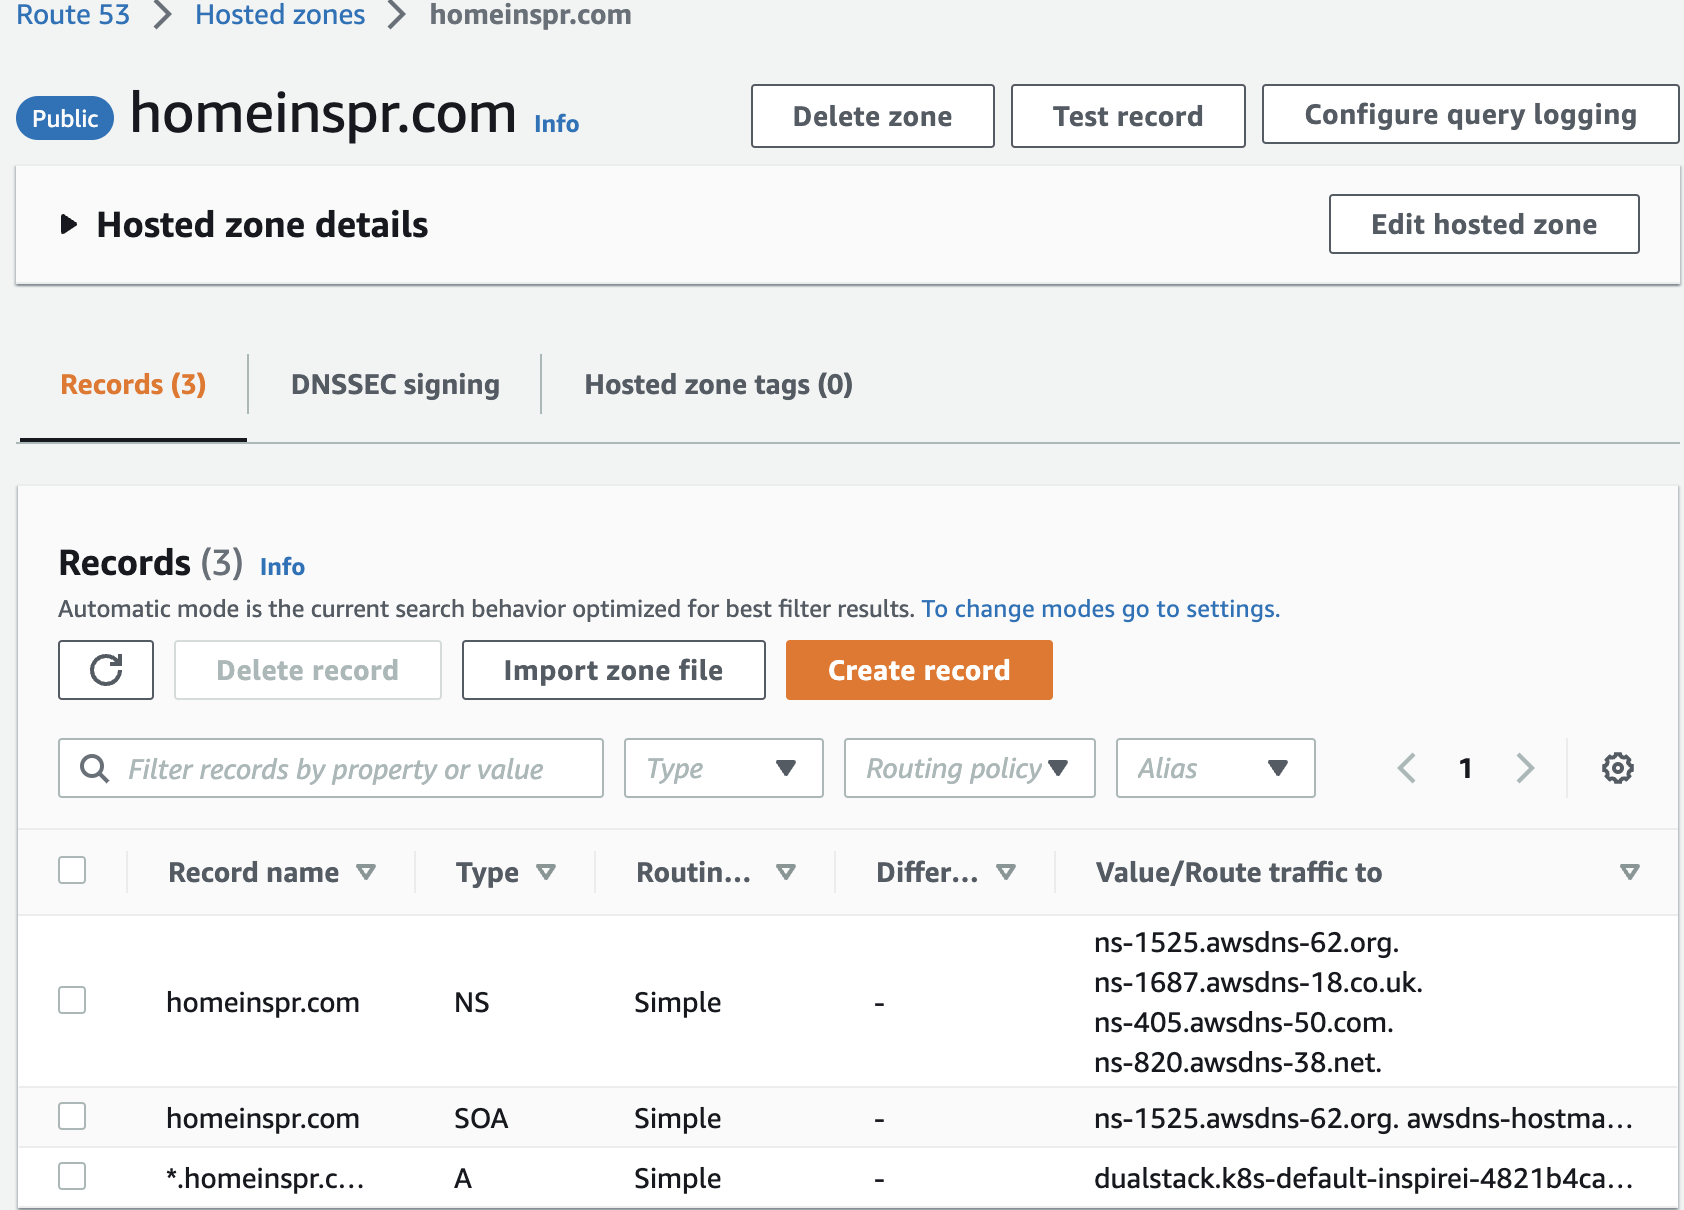 Route 53 > Hosted zones > homeinspr.com
Public homeinspr.com Info Delete zone Test record Configure query logging
Hosted zone details Edit hosted zone
Records (3) DNSSEC signing Hosted zone tags (0)
Records (3) Info
Automatic mode is the current search behavior optimized for best filter results. To change modes go to settings.
Delete record Import zone file Create record
Filter records by property or value Type Routing policy Alias 1
Record name Type Routin... Differ... Value/Route traffic to
ns-1525.awsdns-62.org.
ns-1687.awsdns-18.co.uk.
homeinspr.com NS Simple -
ns-405.awsdns-50.com.
ns-820.awsdns-38.net.
homeinspr.com SOA Simple - ns-1525.awsdns-62.org. awsdns-hostma...
*.homeinspr.c... A Simple - dualstack.k8s-default-inspirei-4821b4ca...